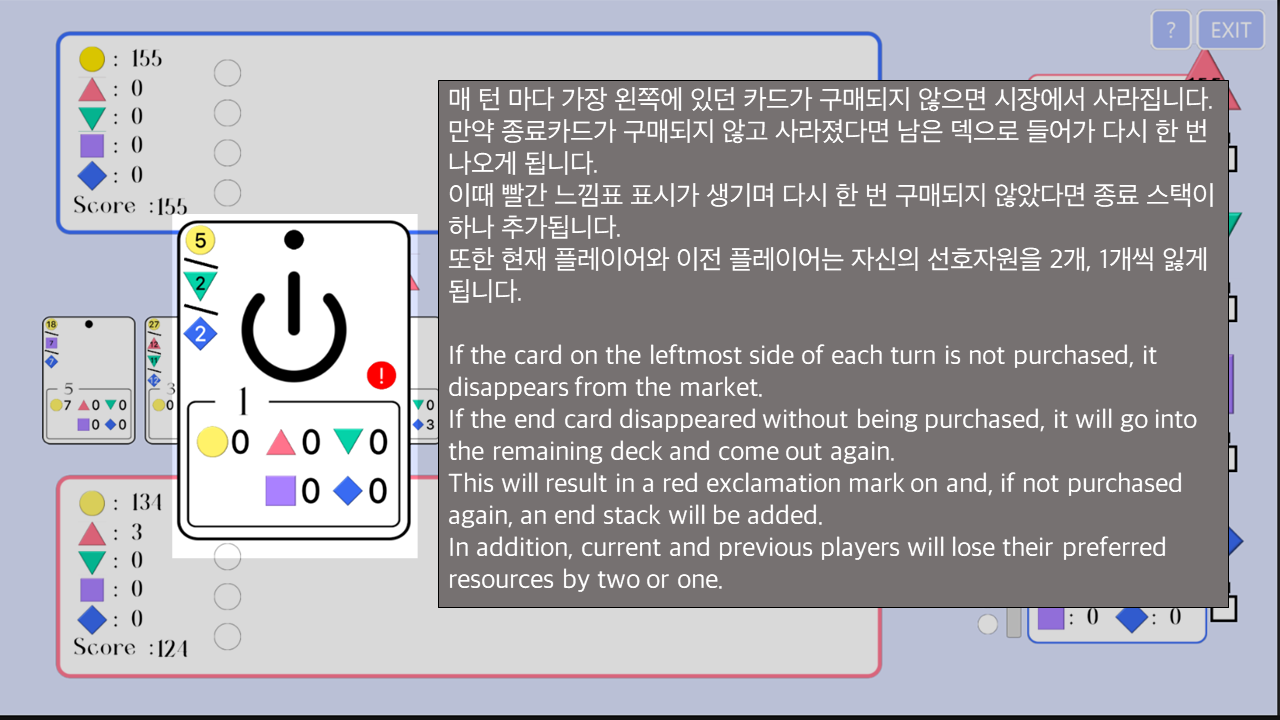 ? EXIT
: 155
: 0
: 0
: 0
: 0
Score :155
매 턴 마다 가장 왼쪽에 있던 카드가 구매되지 않으면 시장에서 사라집니다.
만약 종료카드가 구매되지 않고 사라졌다면 남은 덱으로 들어가 다시 한 번
나오게 됩니다.
이때 빨간 느낌표 표시가 생기며 다시 한 번 구매되지 않았다면 종료 스택이
하나 추가됩니다.
또한 현재 플레이어와 이전 플레이어는 자신의 선호자원을 2개, 1개씩 잃게
됩니다.
If the card on the leftmost side of each turn is not purchased, it
disappears from the market.
If the end card disappeared without being purchased, it will go into
the remaining deck and come out again.
This will result in a red exclamation mark on and, if not purchased
again, an end stack will be added.
In addition, current and previous players will lose their preferred
resources by two or one.
5
2
2
!
1
0 0 0
0 0
18
7
7
5
7 0 0
0 0
27
12
3
0
0
3
: 134
: 3
: 0
: 0
: 0
Score :124
: 0 : 0